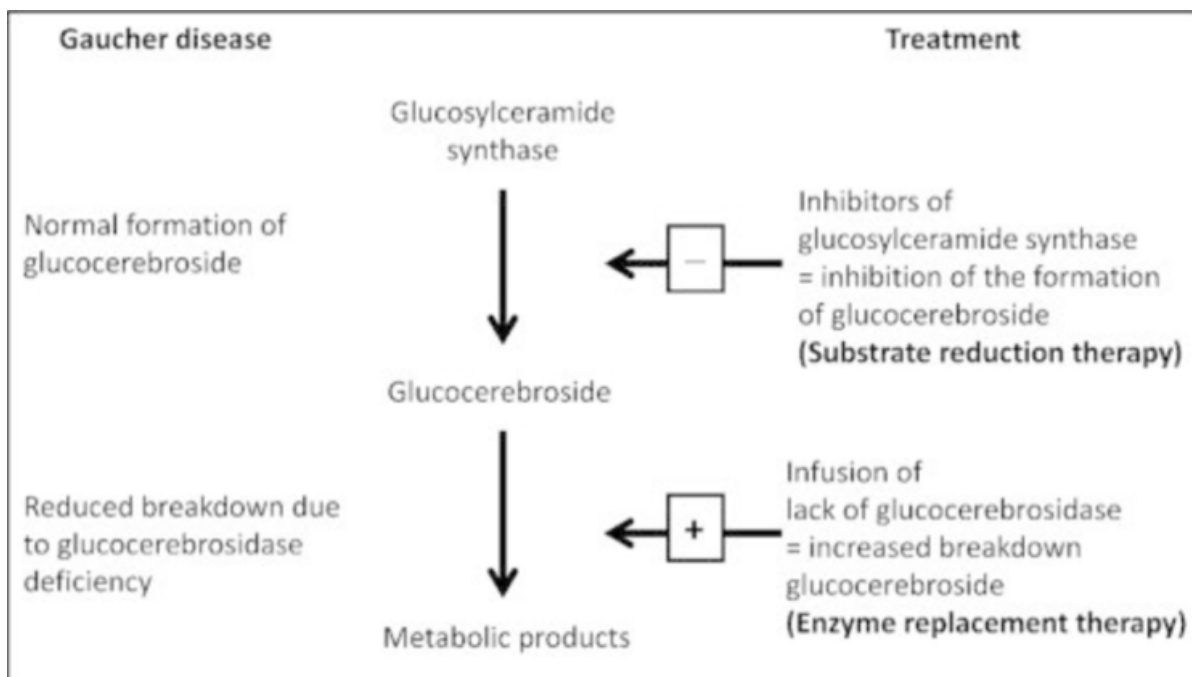 Gaucher disease
Treatment
Glucosylceramide
synthase
Normal formation of
glucocerebroside
−
Inhibitors of
glucosylceramide synthase
= inhibition of the formation
of glucocerebroside
(Substrate reduction therapy)
Glucocerebroside
Reduced breakdown due
to glucocerebrosidase
deficiency
+
Infusion of
lack of glucocerebrosidase
= increased breakdown
glucocerebroside
(Enzyme replacement therapy)
Metabolic products